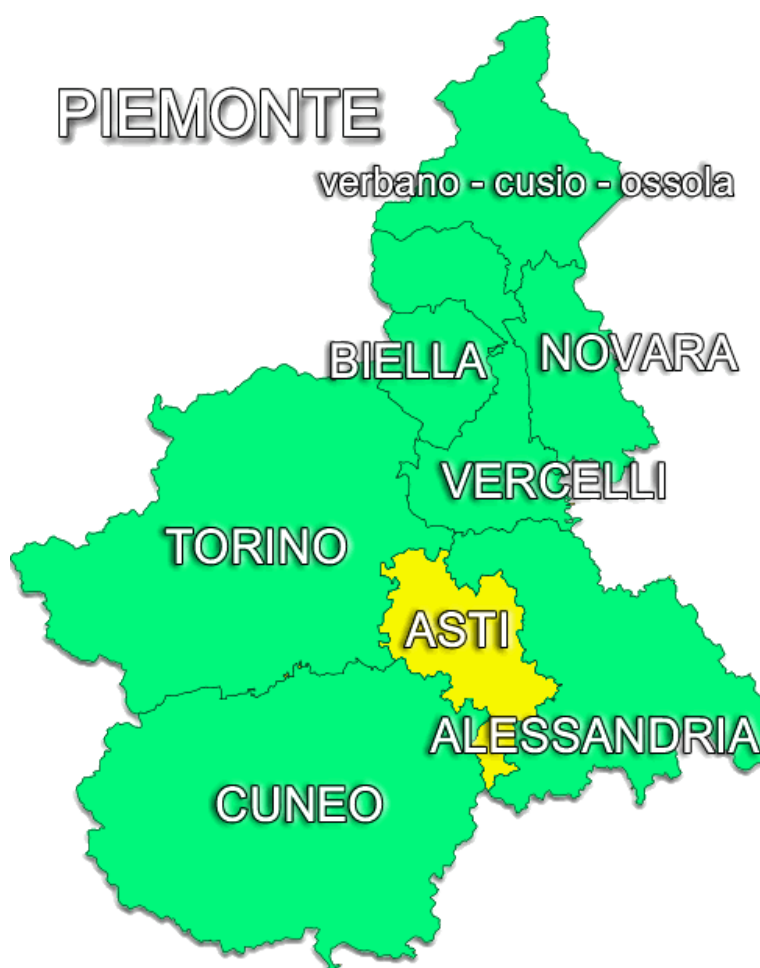 PIEMONTE
verbano - cusio - ossola
BIELLA
NOVARA
VERCELLI
TORINO
ASTI
ALESSANDRIA
CUNEO